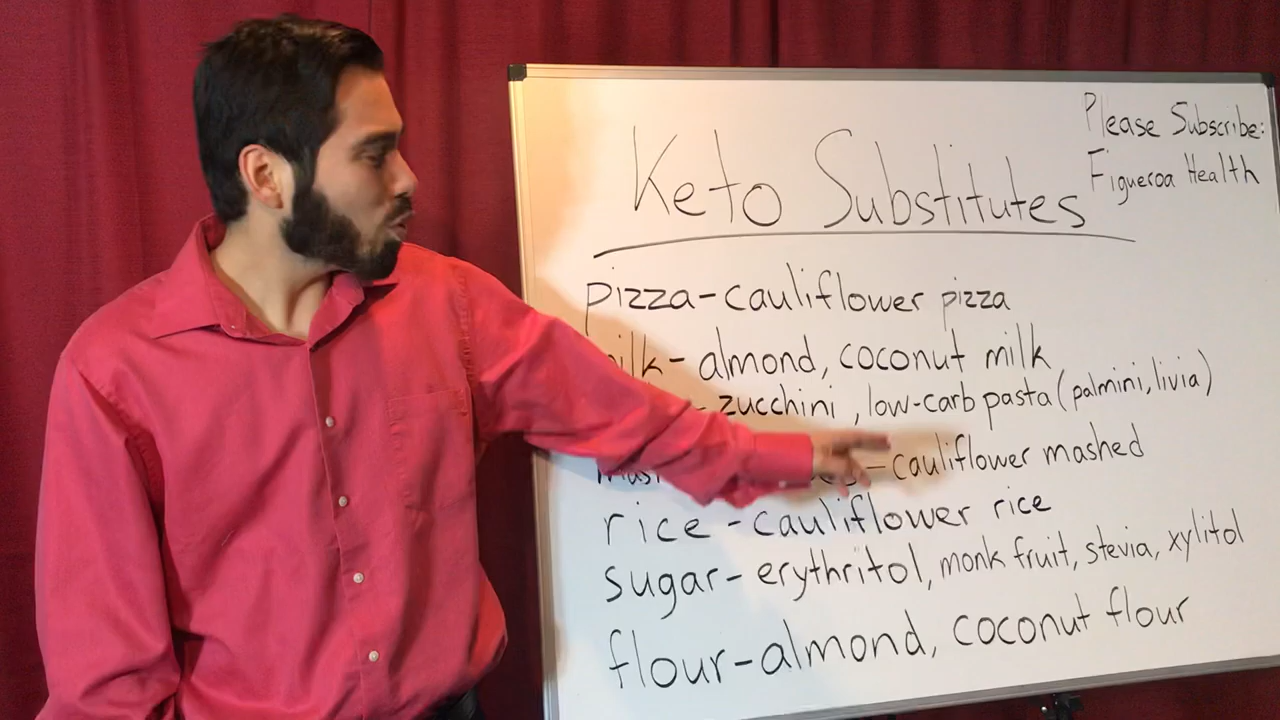 Please Subscribe:
Figueroa Health
Keto Substitutes
pizza-cauliflower pizza
milk- almond, coconut milk
- zucchini, low-carb pasta (palmini, livia)
-cauliflower mashed
rice -cauliflower rice
sugar- erythritol, monk fruit, stevia, xylitol
flour-almond, coconut flour